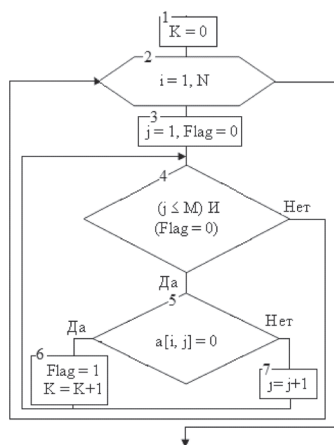 1
K = 0
2
i = 1, N
3
j = 1, Flag = 0
4
(j ≤ M) И
(Flag = 0)
Нет
Да
5
a[i, j] = 0
Да
Нет
6
Flag = 1
K = K+1
7
j = j+1